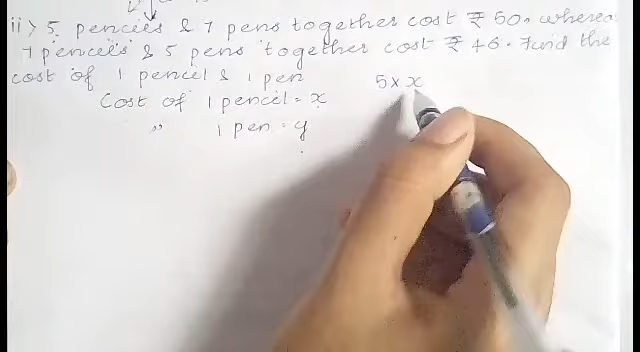 ii) 5 pencils & 7 pens together cost ₹ 50, whereas
7 pencils & 5 pens together cost ₹ 46. Find the
cost of 1 pencil & 1 pen
Cost of 1 pencil = x 5 × x
" 1 pen = y